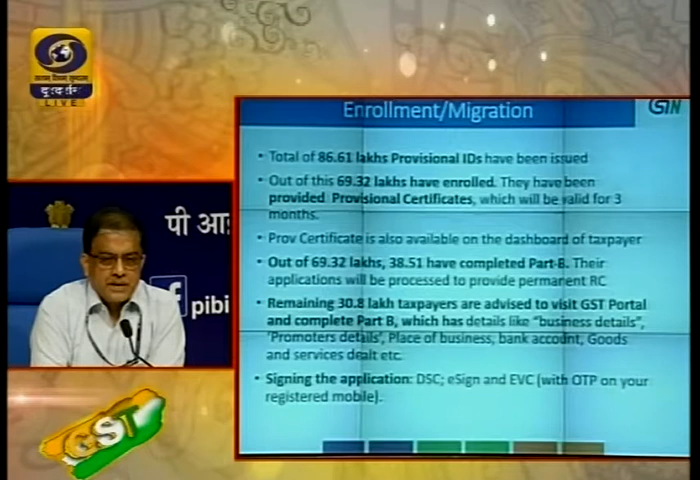 दूरदर्शन
LIVE
Enrollment/Migration
GSTN
• Total of 86.61 lakhs Provisional IDs have been issued
• Out of this 69.32 lakhs have enrolled. They have been
provided Provisional Certificates, which will be valid for 3
months.
• Prov Certificate is also available on the dashboard of taxpayer
• Out of 69.32 lakhs, 38.51 have completed Part-B. Their
applications will be processed to provide permanent RC
• Remaining 30.8 lakh taxpayers are advised to visit GST Portal
and complete Part B, which has details like "business details",
'Promoters details', Place of business, bank account, Goods
and services dealt etc.
• Signing the application: DSC; eSign and EVC (with OTP on your
registered mobile).
पी आइ
f pibi
GST